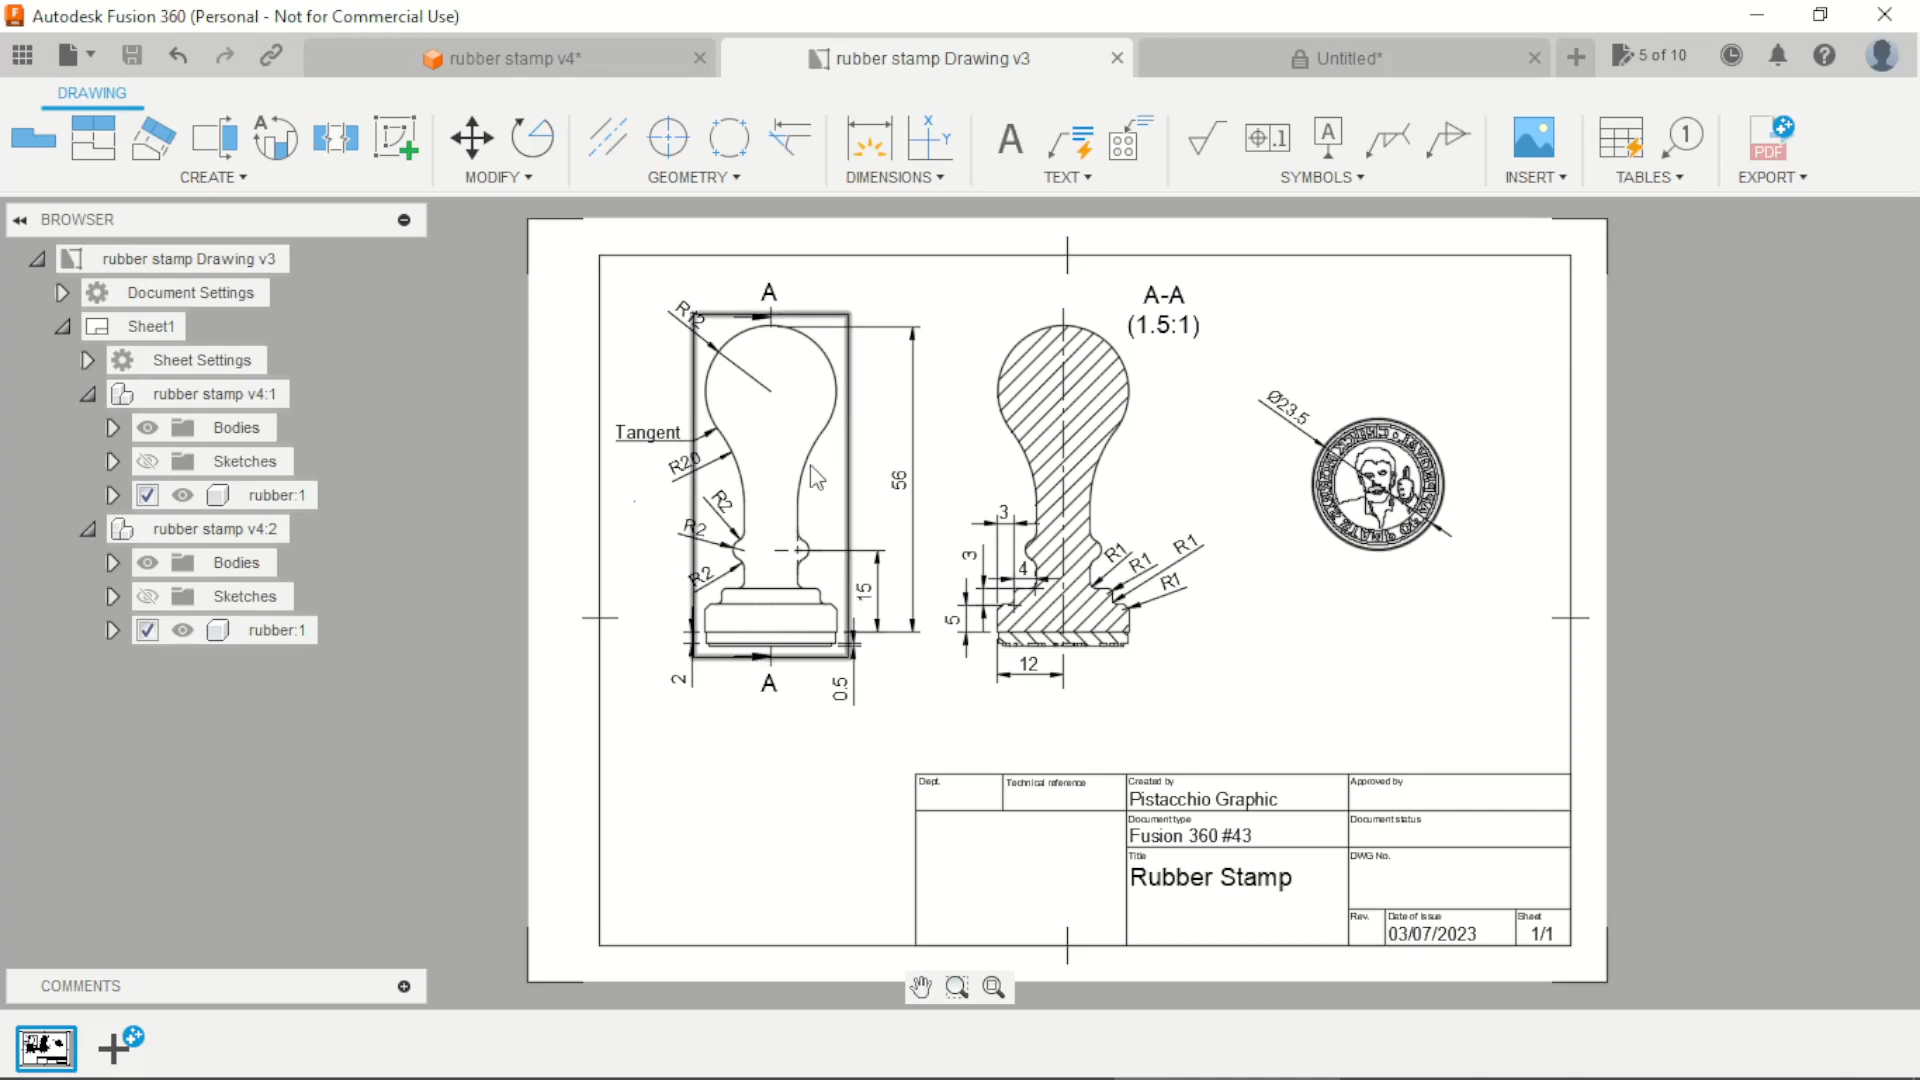 Autodesk Fusion 360 (Personal - Not for Commercial Use)
rubber stamp v4*
rubber stamp Drawing v3
Untitled*
5 of 10
DRAWING
CREATE
MODIFY
GEOMETRY
DIMENSIONS
TEXT
SYMBOLS
INSERT
TABLES
EXPORT
PDF
BROWSER
rubber stamp Drawing v3
Document Settings
Sheet1
Sheet Settings
rubber stamp v4:1
Bodies
Sketches
rubber:1
rubber stamp v4:2
Bodies
Sketches
rubber:1
COMMENTS
A
R12
Tangent
R20
R2
R2
R2
56
15
2
A
0.5
A-A
(1.5:1)
3
3
4
5
12
R1
R1
R1
R1
Ø23.5
Dept.
Technical reference
Created by
Pistacchio Graphic
Approved by
Document type
Fusion 360 #43
Document status
Title
Rubber Stamp
DWG No.
Rev.
Date of issue
03/07/2023
Sheet
1/1